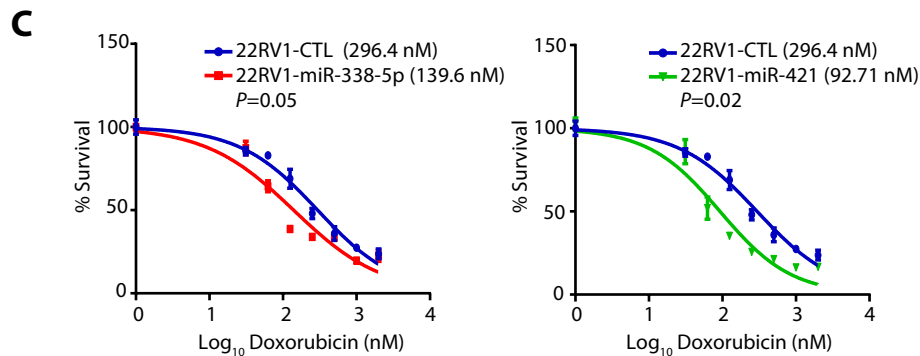 C
22RV1-CTL (296.4 nM)
22RV1-miR-338-5p (139.6 nM)
P=0.05
% Survival
150
100
50
0
0 1 2 3 4
Log10 Doxorubicin (nM)
22RV1-CTL (296.4 nM)
22RV1-miR-421 (92.71 nM)
P=0.02
% Survival
150
100
50
0
0 1 2 3 4
Log10 Doxorubicin (nM)